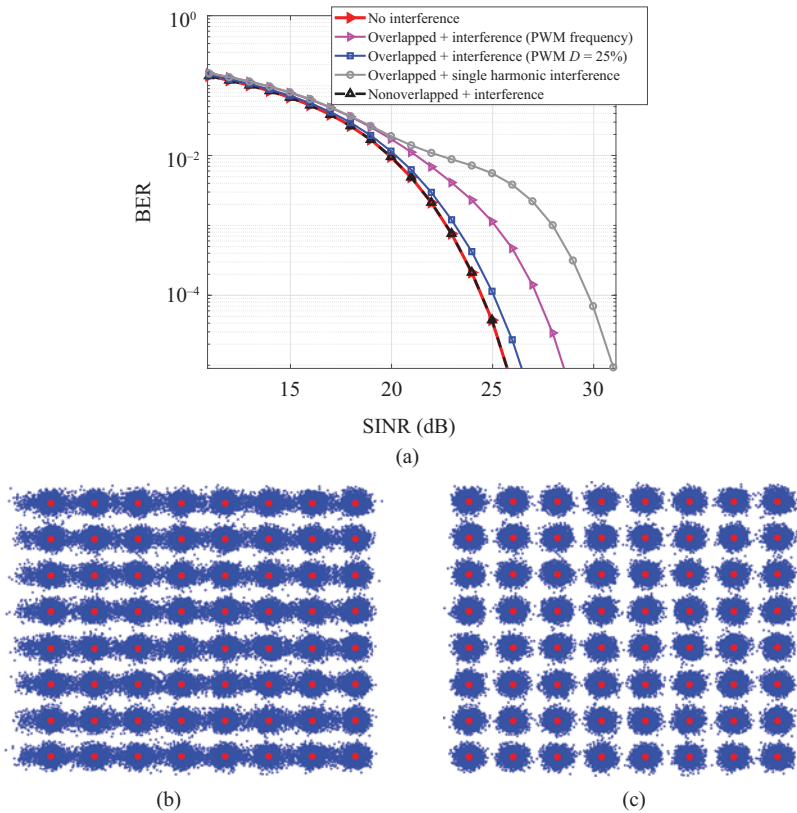 10^0
No interference
Overlapped + interference (PWM frequency)
Overlapped + interference (PWM D = 25%)
Overlapped + single harmonic interference
Nonoverlapped + interference
10^-2
10^-4
BER
15 20 25 30
SINR (dB)
(a)
(b) (c)